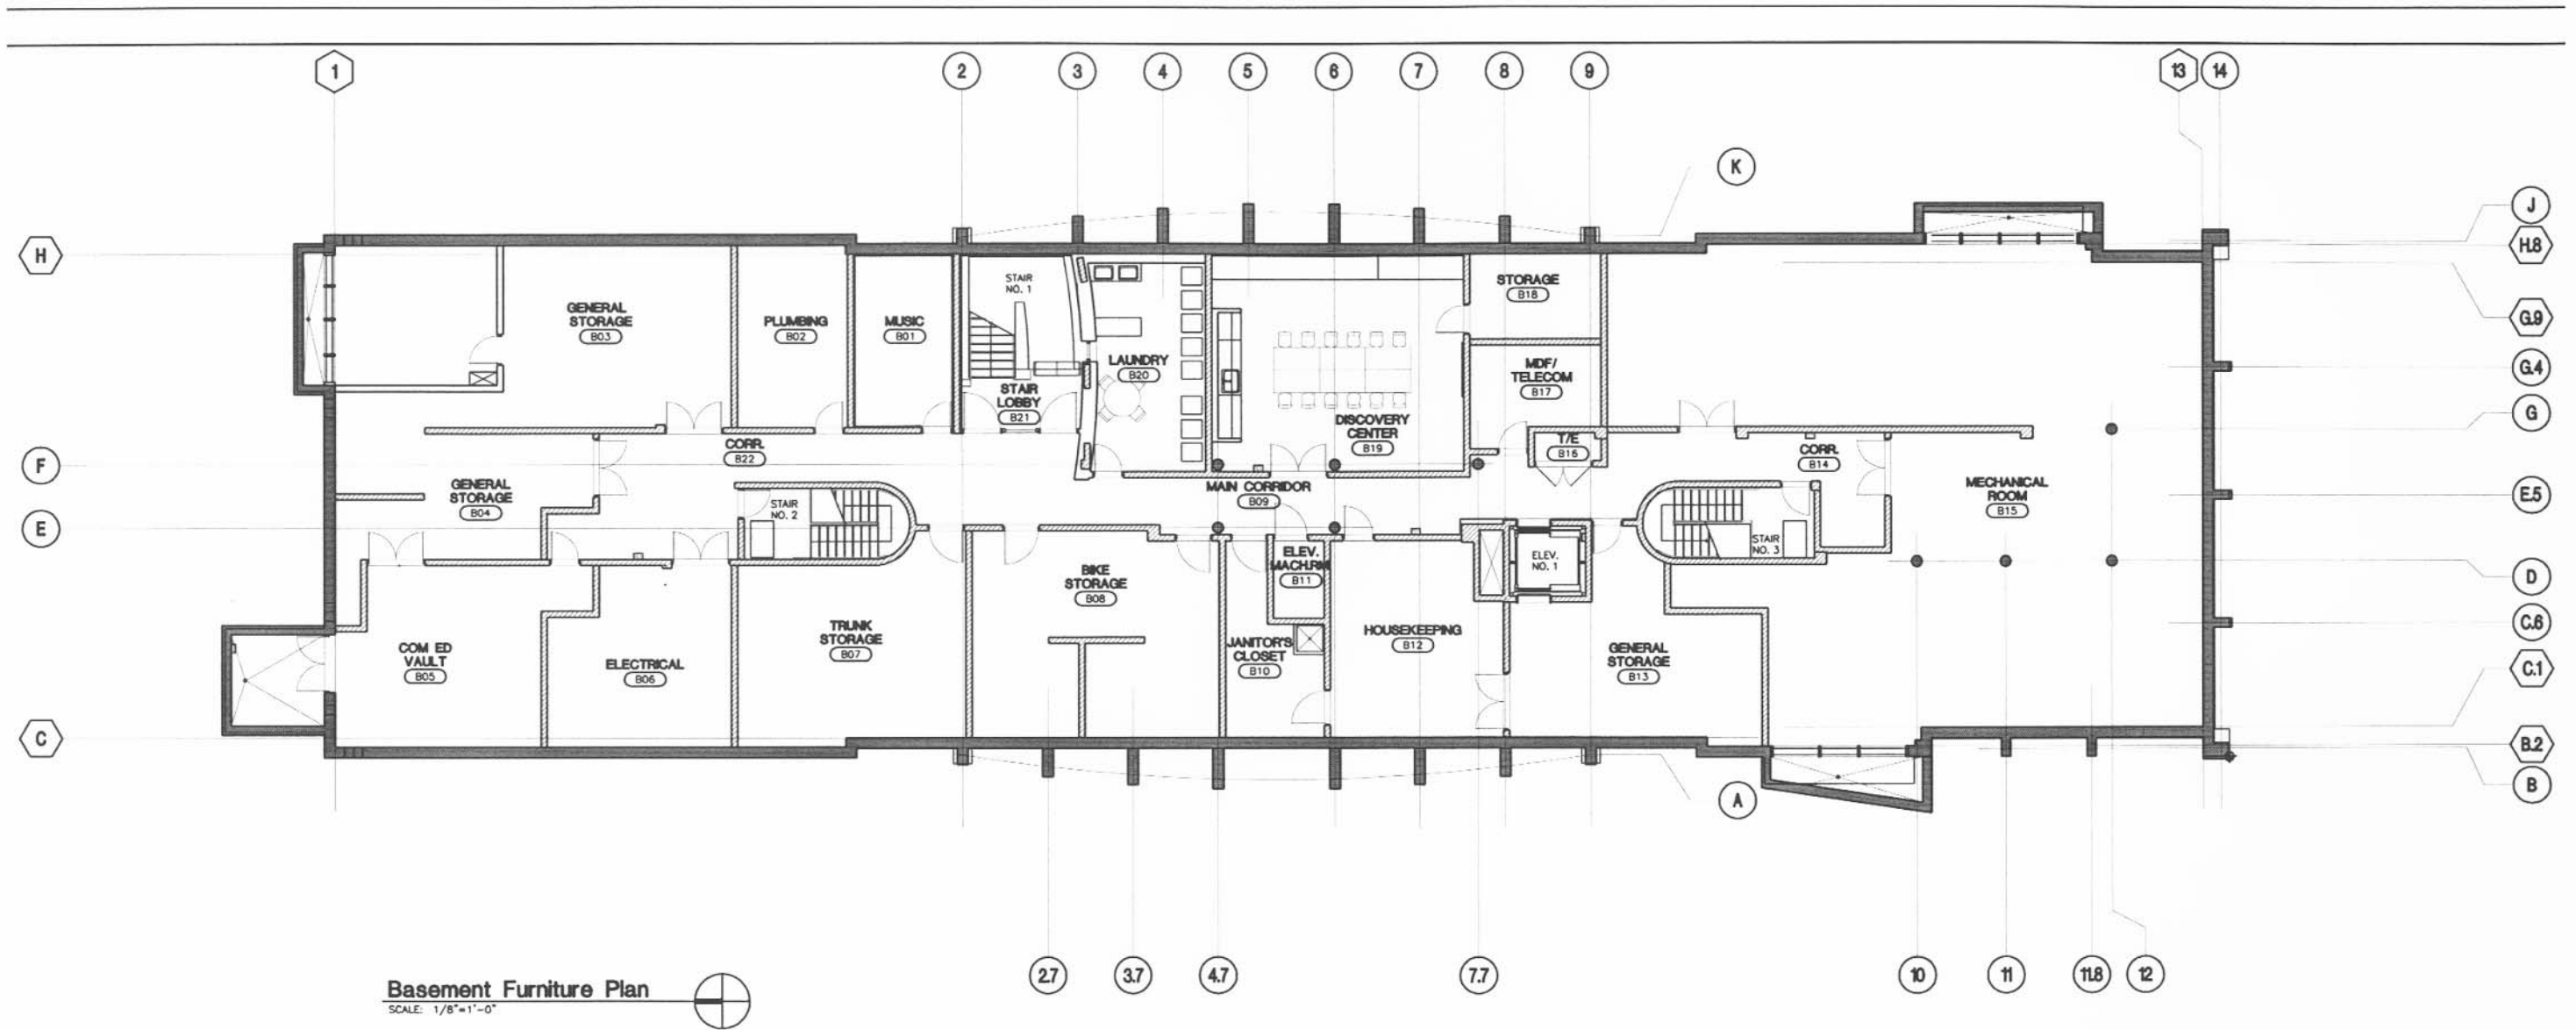 1
2
3
4
5
6
7
8
9
13
14
K
J
H
H.8
G.9
G.4
G
F
E.5
E
D
C.6
C.1
C
B.2
B
A
GENERAL
STORAGE
B03
PLUMBING
B02
MUSIC
B01
STAIR
NO. 1
LAUNDRY
B20
STAIR
LOBBY
B21
STORAGE
B18
MDF/
TELECOM
B17
DISCOVERY
CENTER
B19
T/E
B16
CORR.
B22
CORR.
B14
GENERAL
STORAGE
B04
MAIN CORRIDOR
B09
MECHANICAL
ROOM
B15
STAIR
NO. 2
STAIR
NO. 3
ELEV.
MACH.RM
B11
ELEV.
NO. 1
BIKE
STORAGE
B08
TRUNK
STORAGE
B07
HOUSEKEEPING
B12
JANITOR'S
CLOSET
B10
GENERAL
STORAGE
B13
COM ED
VAULT
B05
ELECTRICAL
B06
2.7
3.7
4.7
7.7
10
11
11.8
12
Basement Furniture Plan
SCALE: 1/8"=1'-0"